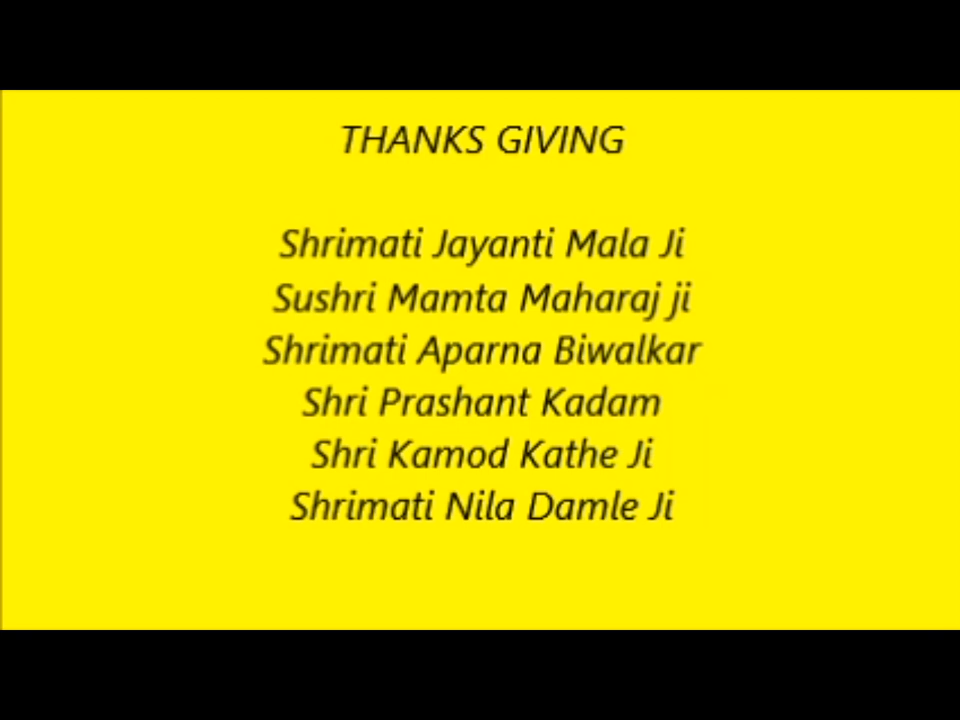 THANKS GIVING
Shrimati Jayanti Mala Ji
Sushri Mamta Maharaj ji
Shrimati Aparna Biwalkar
Shri Prashant Kadam
Shri Kamod Kathe Ji
Shrimati Nila Damle Ji